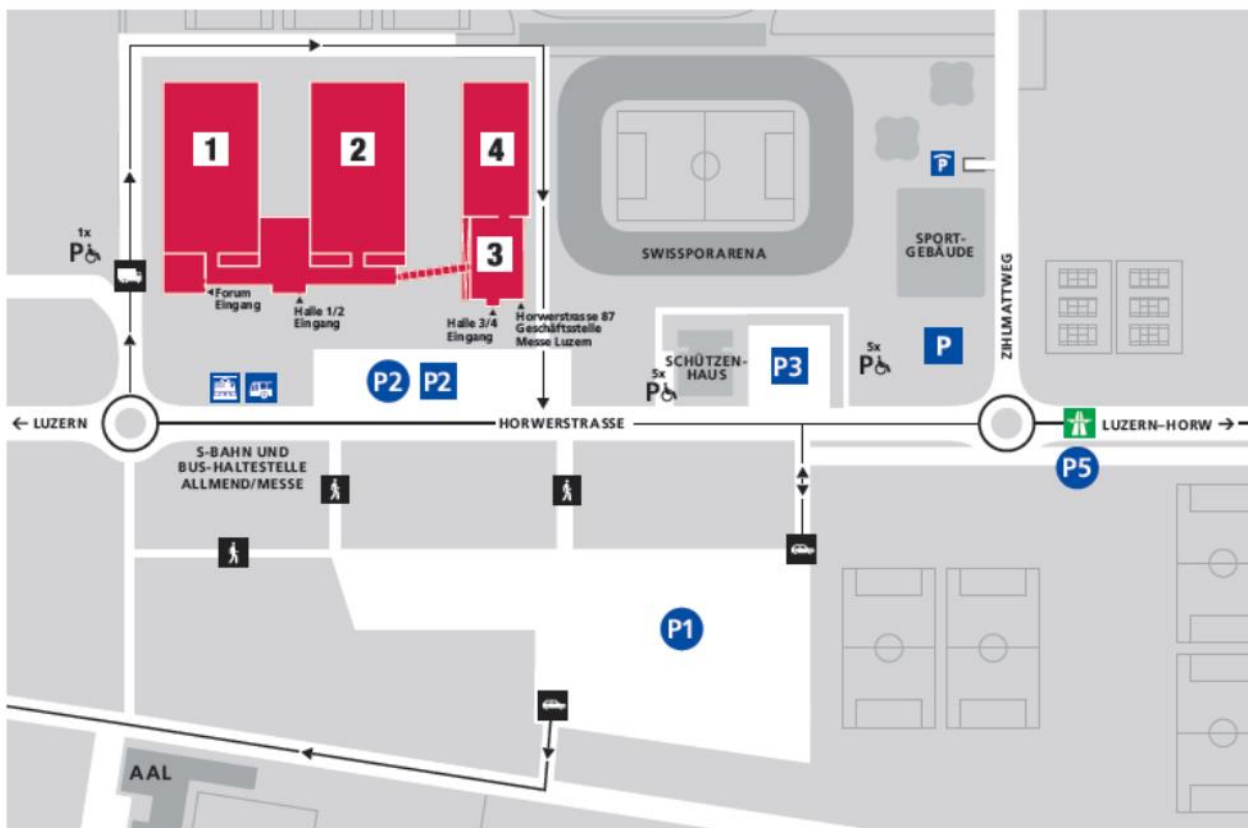 1
2
4
3
1x
P
Forum
Eingang
Halle 1/2
Eingang
Halle 3/4
Eingang
Horwerstrasse 87
Geschäftsstelle
Messe Luzern
SWISSPORARENA
P
SPORT-
GEBÄUDE
ZIHLMATTWEG
P
5x
P
SCHÜTZEN-
HAUS
P3
5x
P
P2
P2
← LUZERN
HORWERSTRASSE
LUZERN–HORW →
P5
S-BAHN UND
BUS-HALTESTELLE
ALLMEND/MESSE
P1
AAL